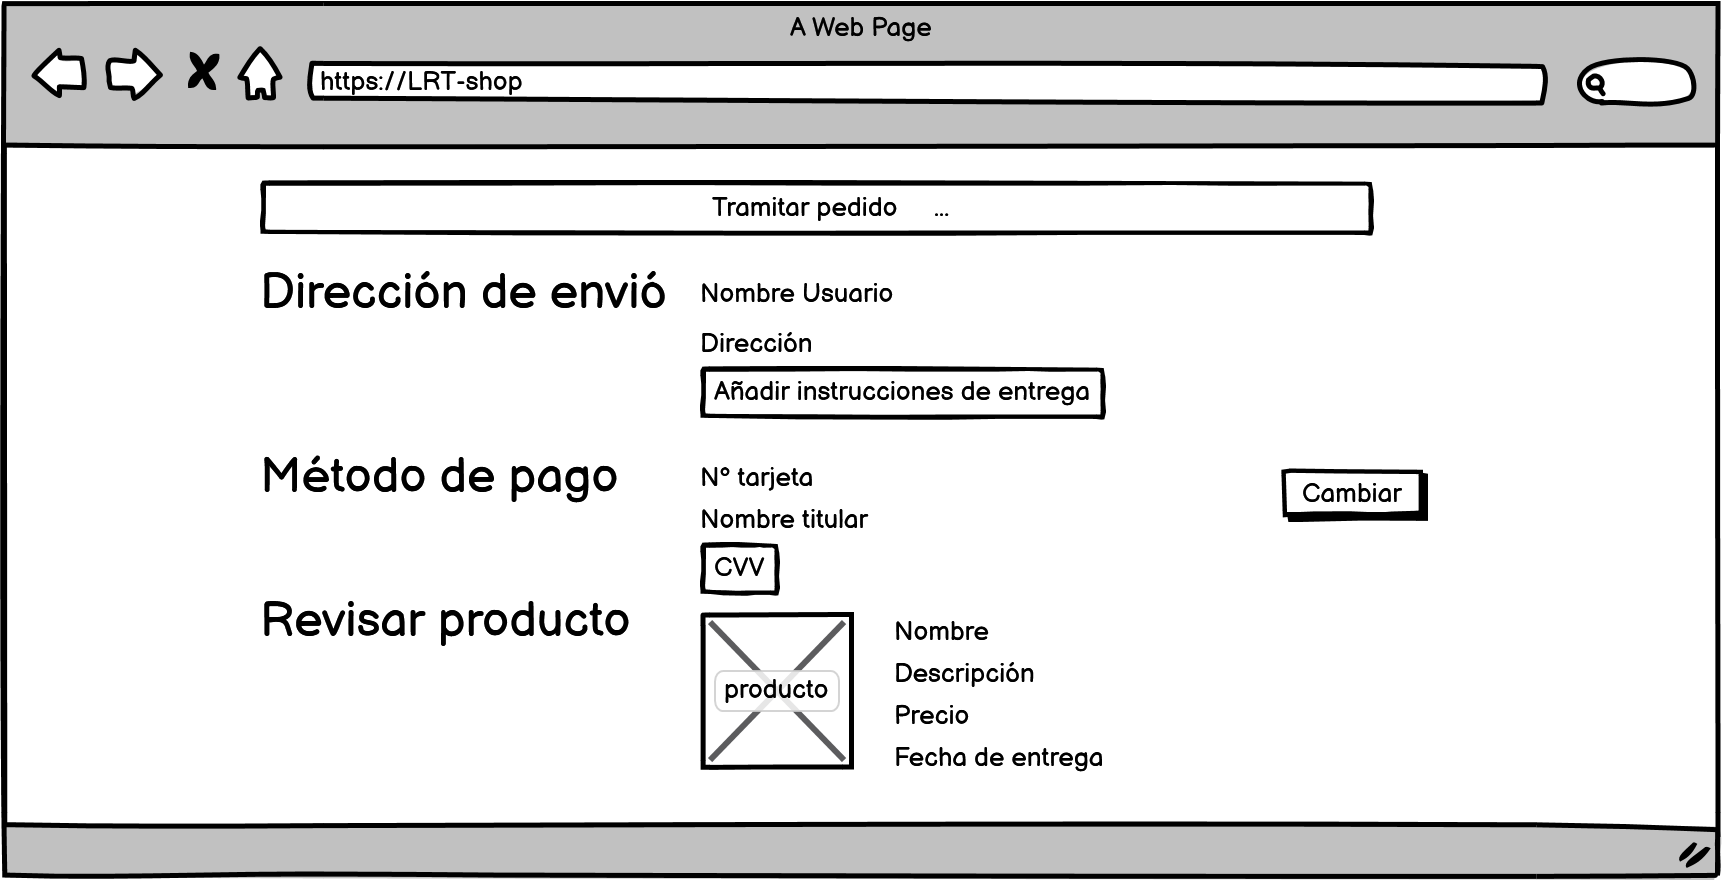 A Web Page
https://LRT-shop
Tramitar pedido ...
Dirección de envió
Nombre Usuario
Dirección
Añadir instrucciones de entrega
Método de pago
Nº tarjeta
Cambiar
Nombre titular
CVV
Revisar producto
producto
Nombre
Descripción
Precio
Fecha de entrega